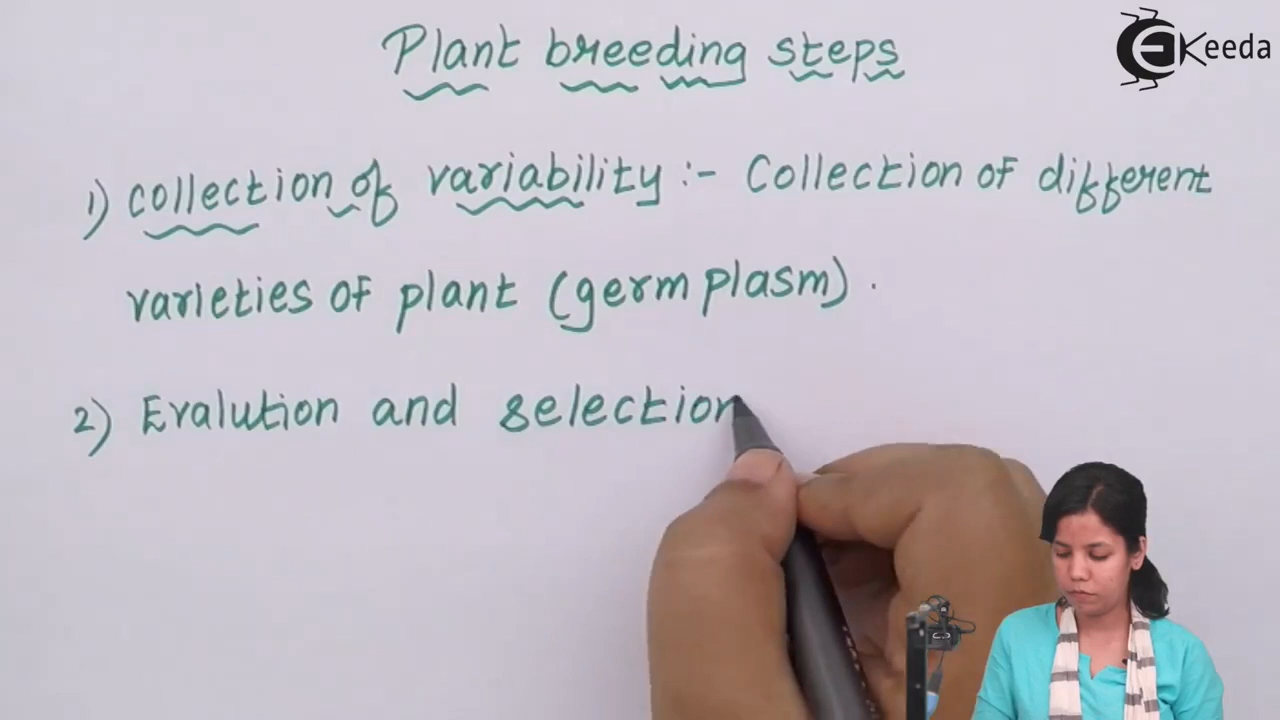 Plant breeding steps
Ekeeda
1) collection of variability :- Collection of different
varieties of plant (germ plasm).
2) Evalution and selection